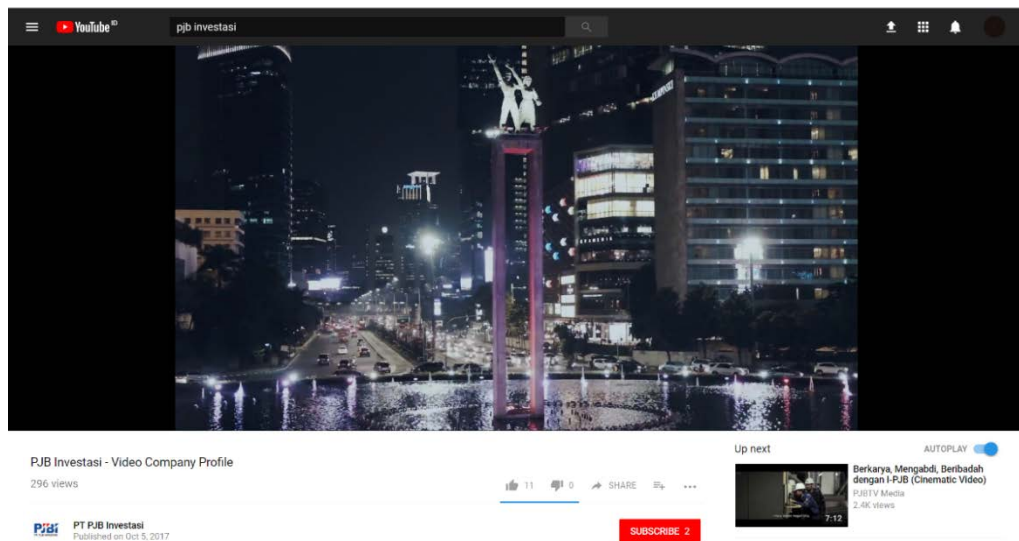 YouTube ID
pjb investasi
PJB Investasi - Video Company Profile
296 views
11
0
SHARE
PT PJB Investasi
Published on Oct 5, 2017
SUBSCRIBE 2
Up next
AUTOPLAY
Berkarya, Mengabdi, Beribadah
dengan I-PJB (Cinematic Video)
PJBTV Media
2.4K views
7:12